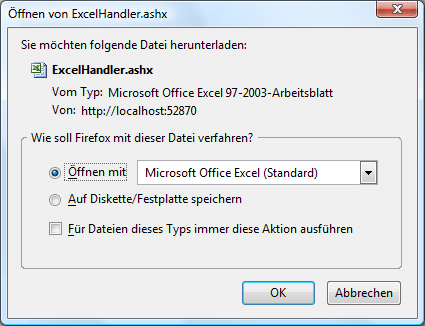 Öffnen von ExcelHandler.ashx
Sie möchten folgende Datei herunterladen:
ExcelHandler.ashx
Vom Typ: Microsoft Office Excel 97-2003-Arbeitsblatt
Von: http://localhost:52870
Wie soll Firefox mit dieser Datei verfahren?
Öffnen mit Microsoft Office Excel (Standard)
Auf Diskette/Festplatte speichern
Für Dateien dieses Typs immer diese Aktion ausführen
OK Abbrechen